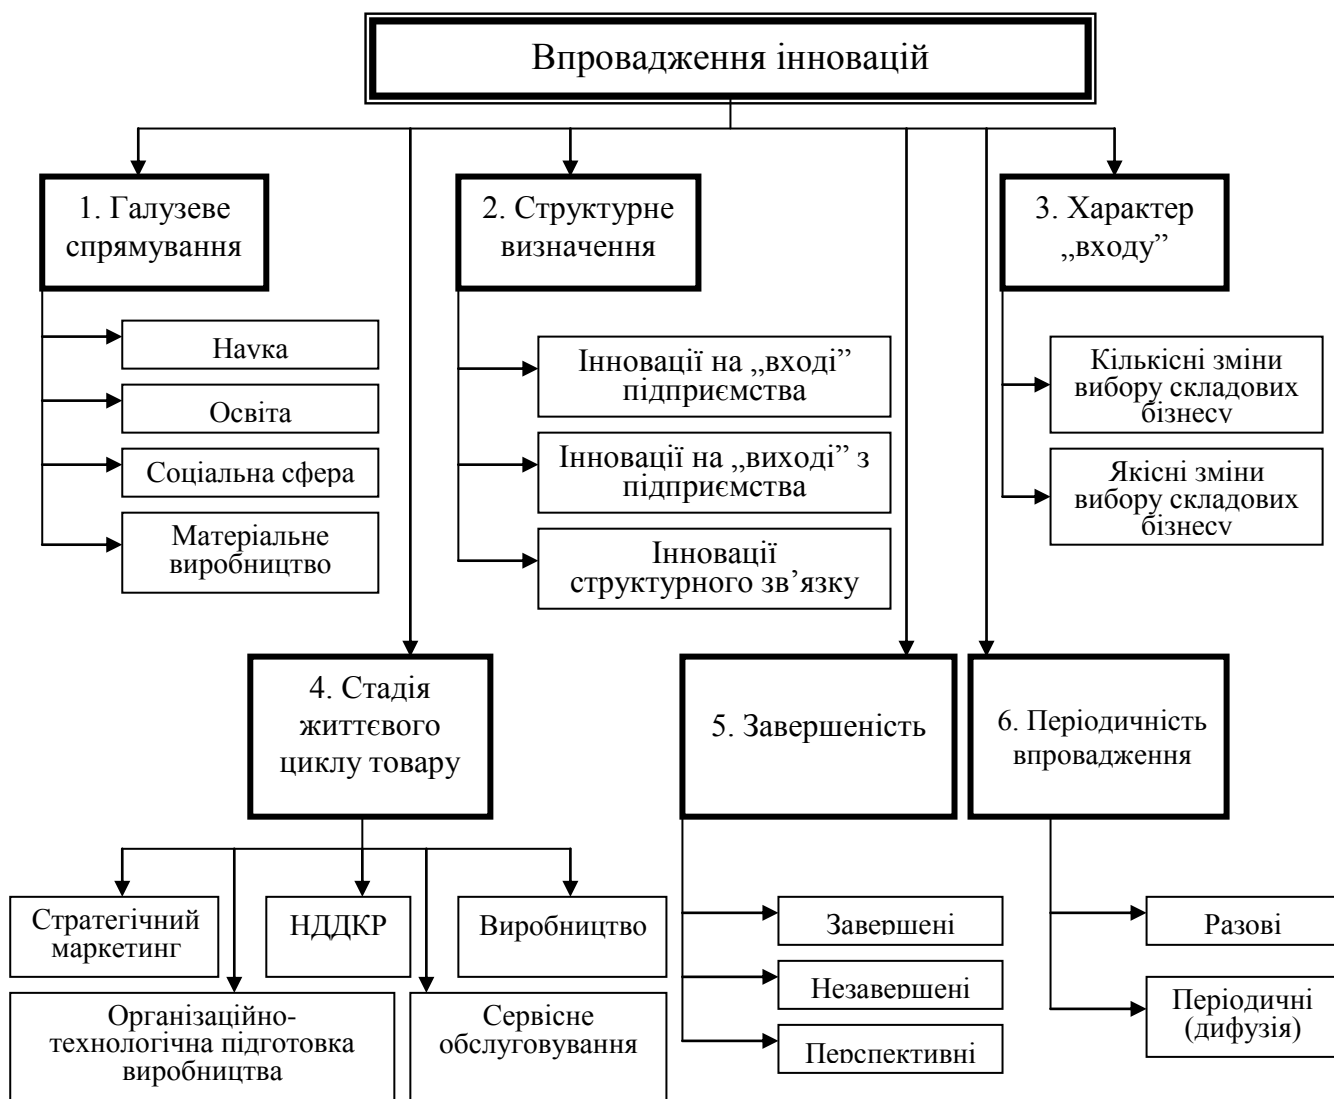 Впровадження інновацій
1. Галузеве
спрямування
2. Структурне
визначення
3. Характер
„входу”
Наука
Освіта
Соціальна сфера
Матеріальне
виробництво
Інновації на „вході”
підприємства
Інновації на „виході” з
підприємства
Інновації
структурного зв’язку
Кількісні зміни
вибору складових
бізнесу
Якісні зміни
вибору складових
бізнесу
4. Стадія
життєвого
циклу товару
5. Завершеність
6. Періодичність
впровадження
Стратегічний
маркетинг
НДДКР
Виробництво
Організаційно-
технологічна підготовка
виробництва
Сервісне
обслуговування
Завершені
Незавершені
Перспективні
Разові
Періодичні
(дифузія)